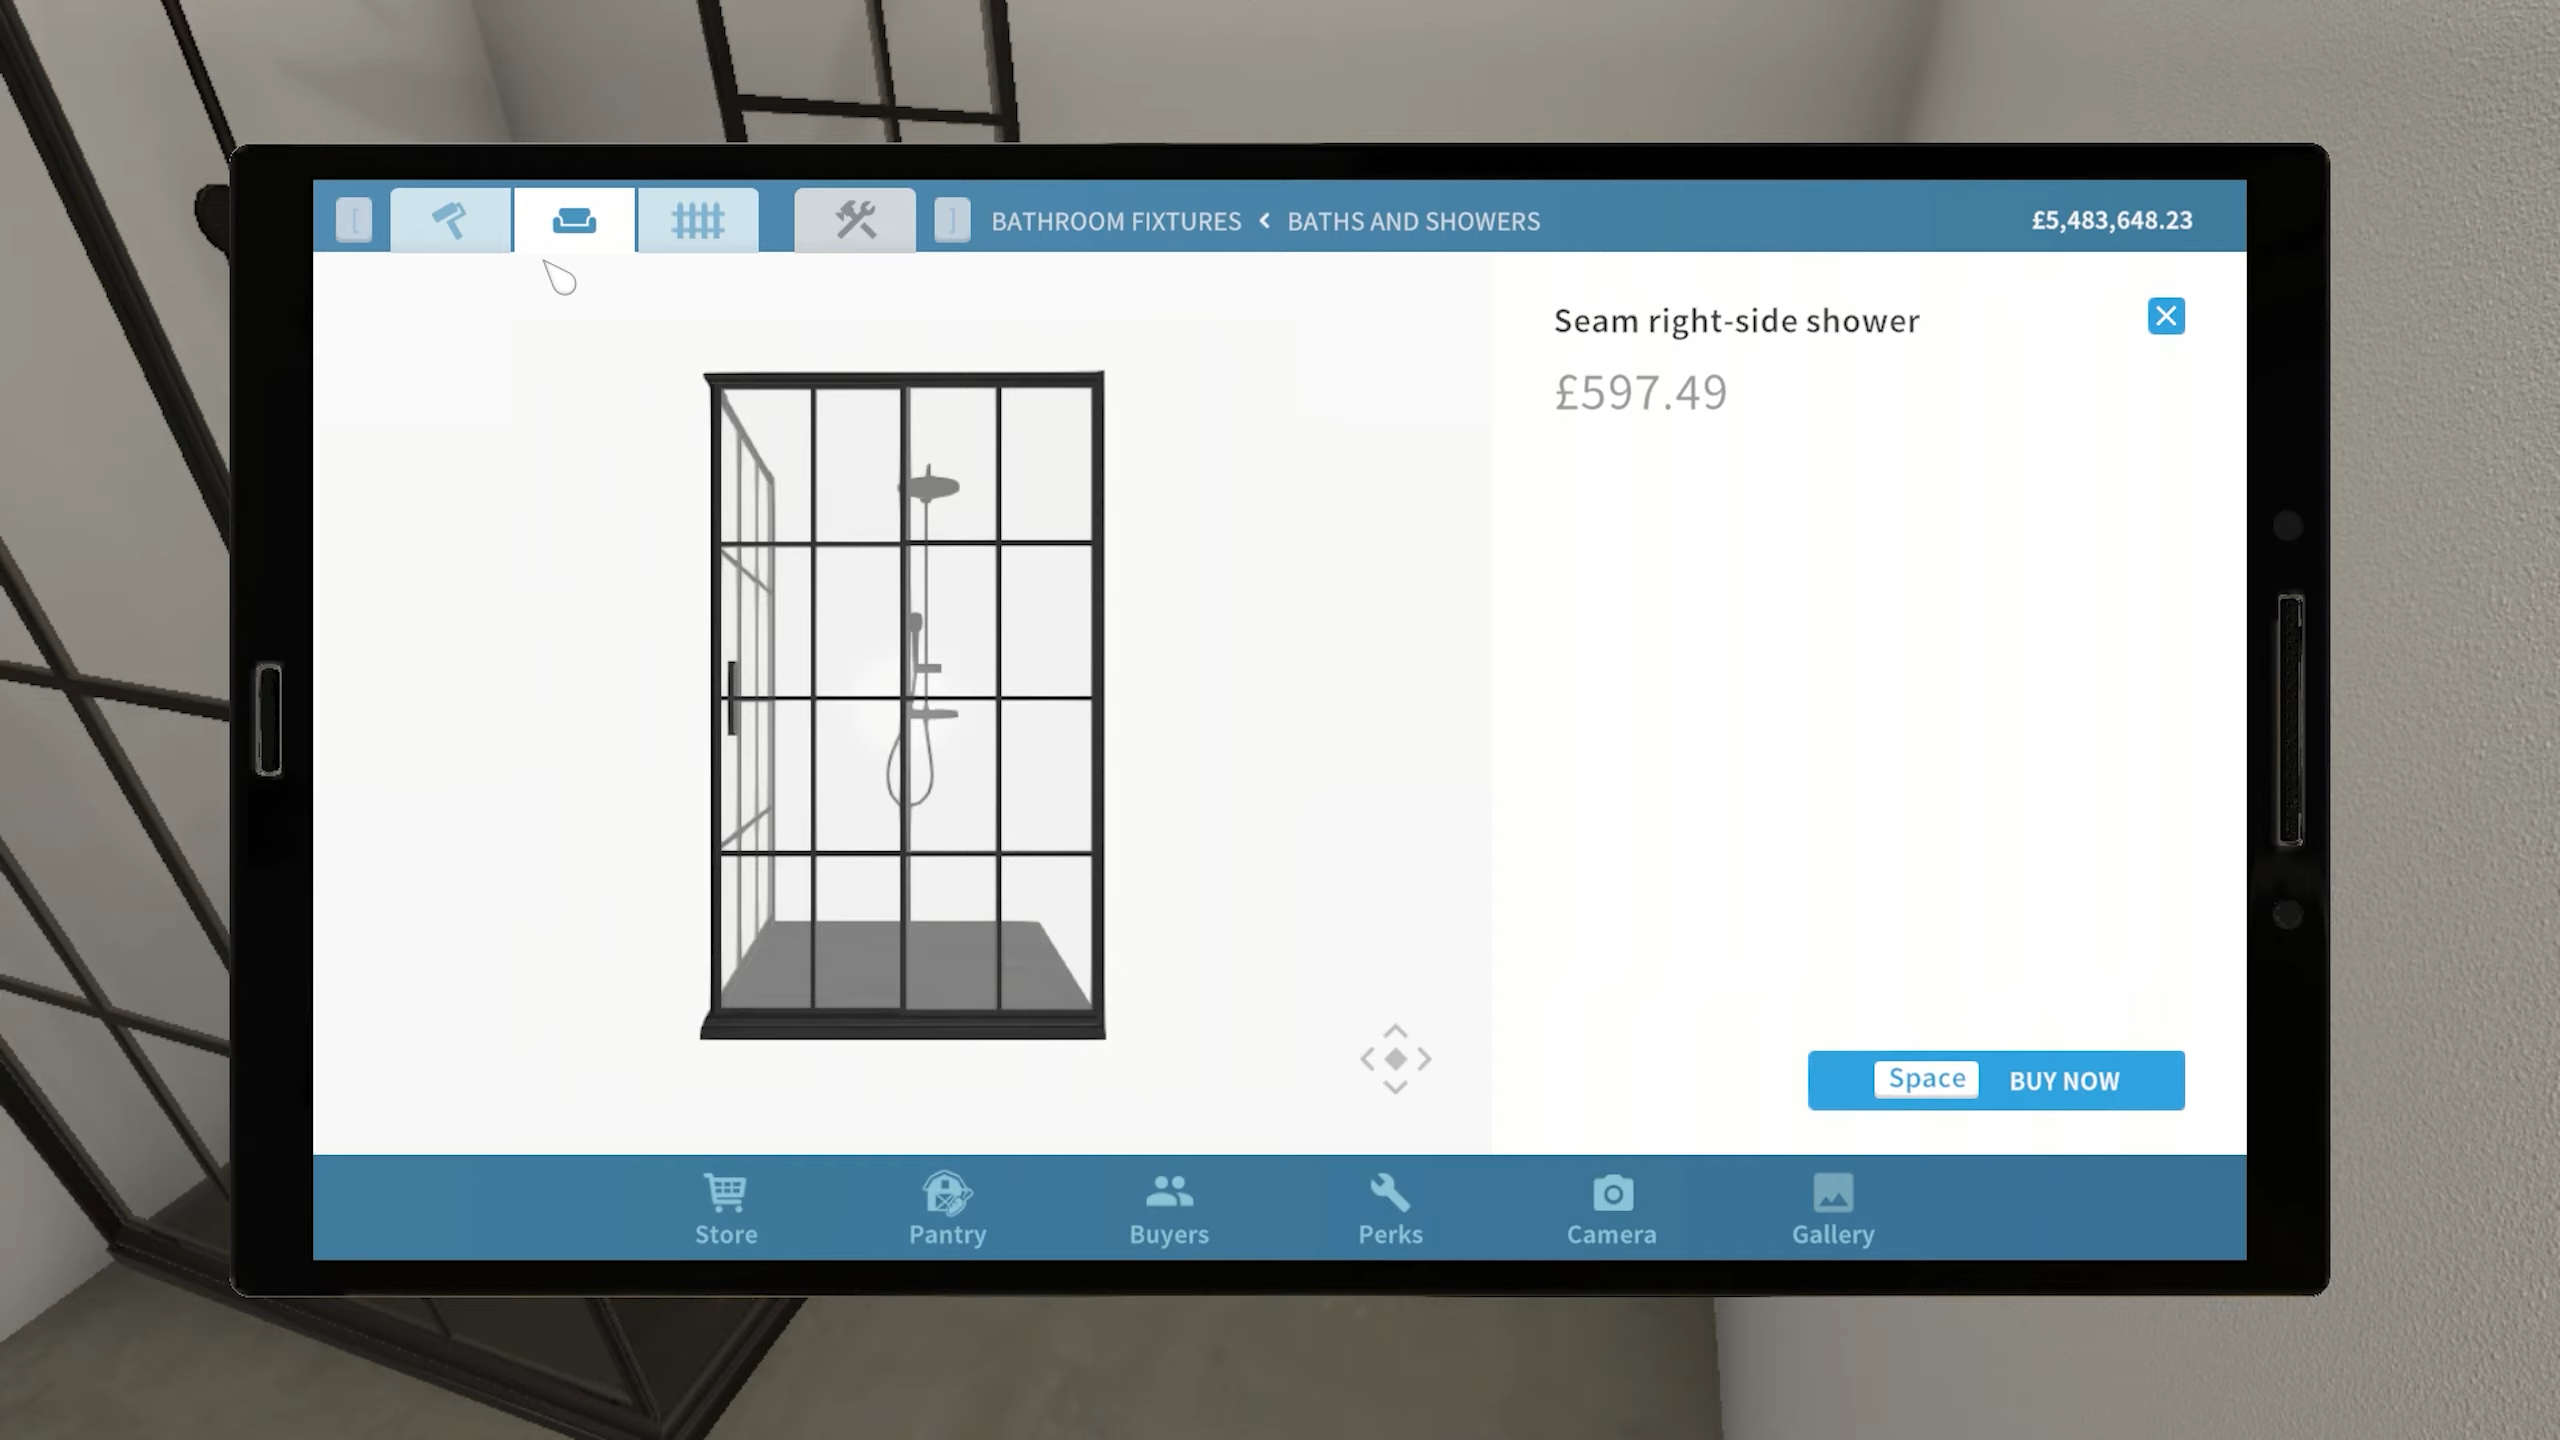 [
]
BATHROOM FIXTURES < BATHS AND SHOWERS
£5,483,648.23
Seam right-side shower
£597.49
Space BUY NOW
Store
Pantry
Buyers
Perks
Camera
Gallery